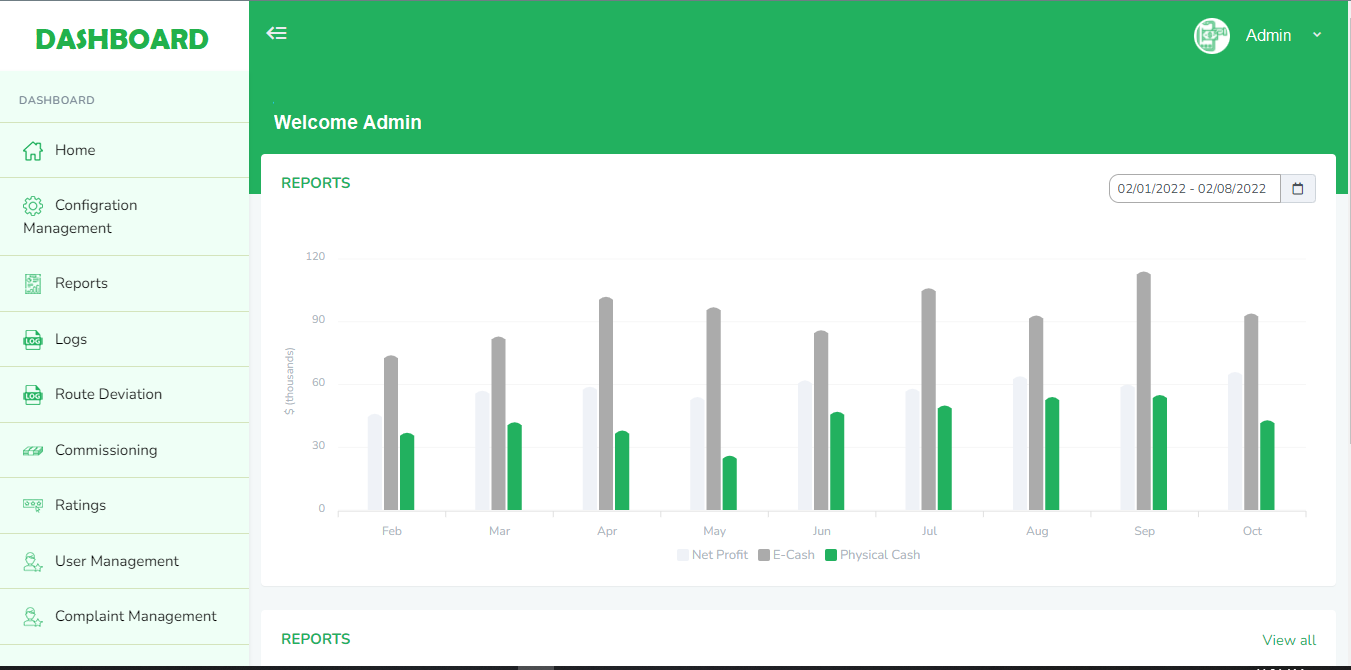 DASHBOARD
Admin
DASHBOARD
Home
Configration
Management
Reports
Logs
Route Deviation
Commissioning
Ratings
User Management
Complaint Management
Welcome Admin
REPORTS
02/01/2022 - 02/08/2022
120
90
60
30
0
$ (thousands)
Feb Mar Apr May Jun Jul Aug Sep Oct
Net Profit E-Cash Physical Cash
REPORTS
View all
LOG
LOG